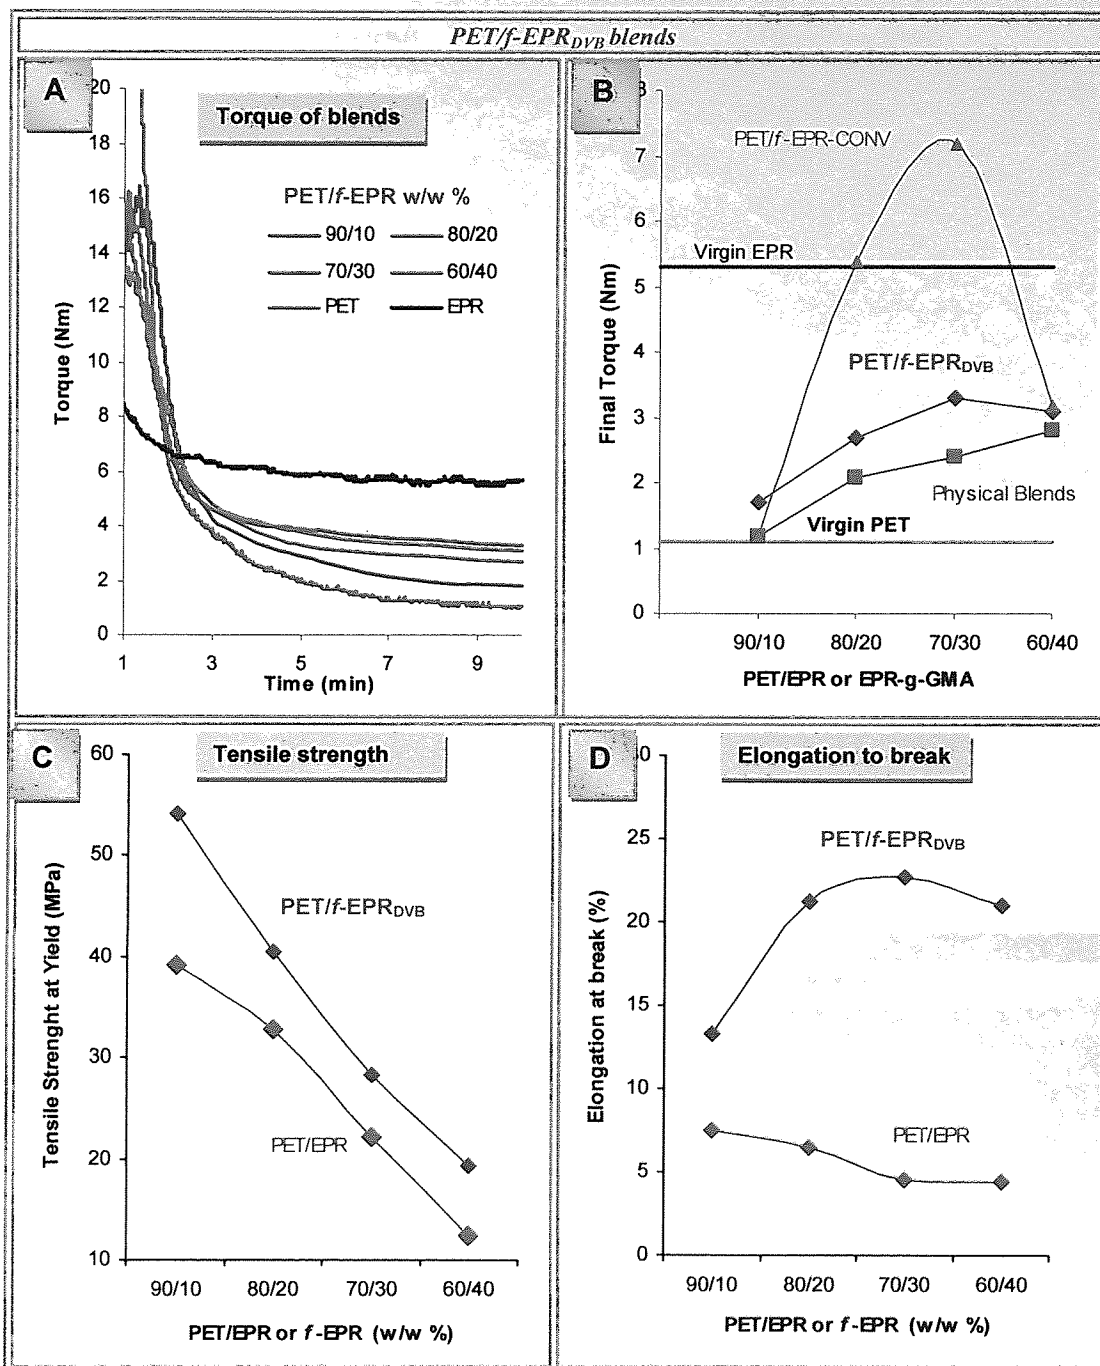 PET/f-EPRDVB blends
A
Torque of blends
20
18
16
14
12
10
8
6
4
2
0
Torque (Nm)
PET/f-EPR w/w %
90/10 80/20
70/30 60/40
PET EPR
1 3 5 7 9
Time (min)
B
8
7
6
5
4
3
2
1
0
Final Torque (Nm)
PET/f-EPR-CONV
Virgin EPR
PET/f-EPRDVB
Physical Blends
Virgin PET
90/10 80/20 70/30 60/40
PET/EPR or EPR-g-GMA
C
Tensile strength
60
50
40
30
20
10
Tensile Strenght at Yield (MPa)
PET/f-EPRDVB
PET/EPR
90/10 80/20 70/30 60/40
PET/EPR or f-EPR (w/w %)
D
Elongation to break
30
25
20
15
10
5
0
Elongation at break (%)
PET/f-EPRDVB
PET/EPR
90/10 80/20 70/30 60/40
PET/EPR or f-EPR (w/w %)